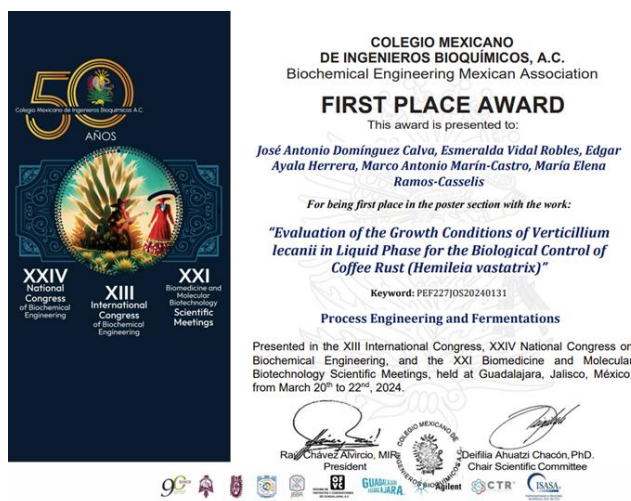 50
Colegio Mexicano de Ingenieros Bioquímicos A.C.
AÑOS
XXIV
National
Congress
of Biochemical
Engineering
XIII
International
Congress
of Biochemical
Engineering
XXI
Biomedicine and
Molecular
Biotechnology
Scientific
Meetings
COLEGIO MEXICANO
DE INGENIEROS BIOQUÍMICOS, A.C.
Biochemical Engineering Mexican Association
FIRST PLACE AWARD
This award is presented to:
José Antonio Domínguez Calva, Esmeralda Vidal Robles, Edgar
Ayala Herrera, Marco Antonio Marín-Castro, María Elena
Ramos-Casselis
For being first place in the poster section with the work:
"Evaluation of the Growth Conditions of Verticillium
lecanii in Liquid Phase for the Biological Control of
Coffee Rust (Hemileia vastatrix)"
Keyword: PEF227JOS20240131
Process Engineering and Fermentations
Presented in the XIII International Congress, XXIV National Congress on
Biochemical Engineering, and the XXI Biomedicine and Molecular
Biotechnology Scientific Meetings, held at Guadalajara, Jalisco, México,
from March 20th to 22nd, 2024.
Chávez Alvircio, MIR.
President
COLEGIO MEXICANO
INGENIEROS BIOQUÍMICOS
Deifilia Ahuatzi Chacón, PhD.
Chair Scientific Committee
90
OFVC
GUADALAJARA
GUADALAJARA
Agilent
CTR
ISASA